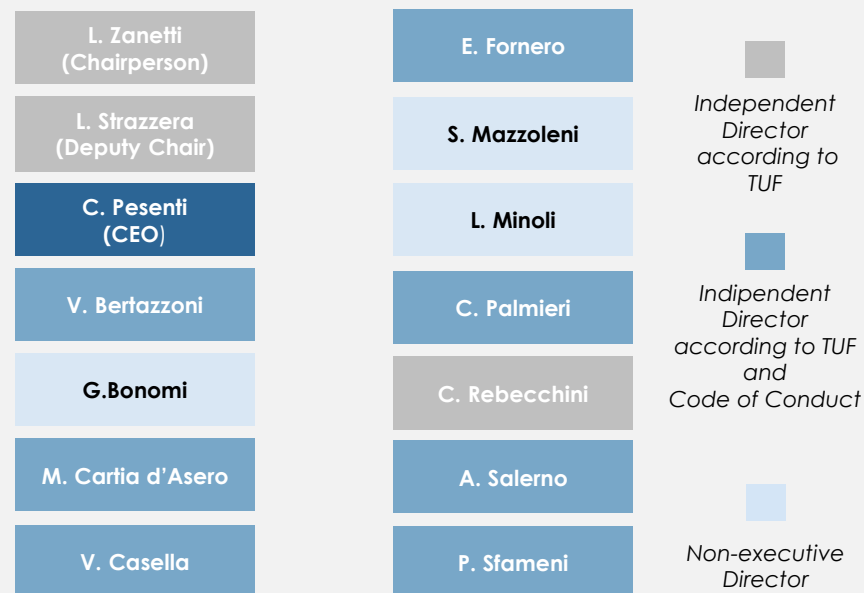 L. Zanetti
(Chairperson)
L. Strazzera
(Deputy Chair)
C. Pesenti
(CEO)
V. Bertazzoni
G.Bonomi
M. Cartia d’Asero
V. Casella
E. Fornero
S. Mazzoleni
L. Minoli
C. Palmieri
C. Rebecchini
A. Salerno
P. Sfameni
Independent
Director
according to
TUF
Indipendent
Director
according to TUF
and
Code of Conduct
Non-executive
Director